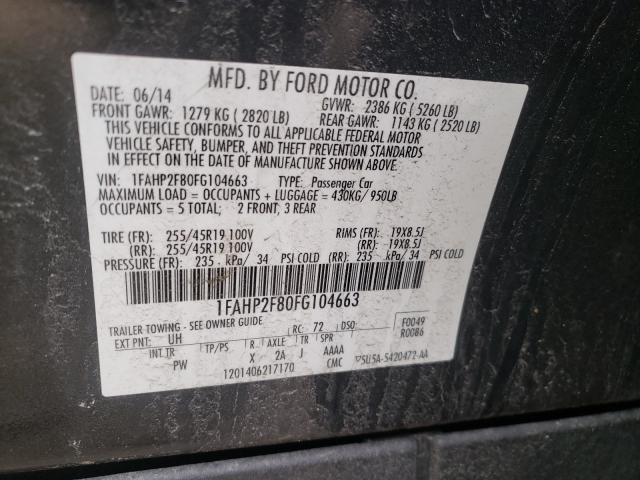 MFD. BY FORD MOTOR CO.
DATE: 06/14 GVWR: 2386 KG ( 5260 LB)
FRONT GAWR: 1279 KG ( 2820 LB) REAR GAWR: 1143 KG ( 2520 LB)
THIS VEHICLE CONFORMS TO ALL APPLICABLE FEDERAL MOTOR
VEHICLE SAFETY, BUMPER, AND THEFT PREVENTION STANDARDS
IN EFFECT ON THE DATE OF MANUFACTURE SHOWN ABOVE.
VIN: 1FAHP2F80FG104663 TYPE: Passenger Car
MAXIMUM LOAD = OCCUPANTS + LUGGAGE = 430KG/ 950LB
OCCUPANTS = 5 TOTAL; 2 FRONT; 3 REAR
TIRE (FR): 255/45R19 100V RIMS (FR): 19X8.5J
(RR): 255/45R19 100V (RR): 19X8.5J
PRESSURE (FR): 235 kPa/ 34 PSI COLD (RR): 235 kPa/ 34 PSI COLD
1FAHP2F80FG104663
TRAILER TOWING - SEE OWNER GUIDE RC: 72 DSO: F0049
EXT PNT: UH R0086
INT TR TP/PS R AXLE TR SPR
PW X 2A J AAAA
1201406217170 CMC ▽5U5A-5420472-AA